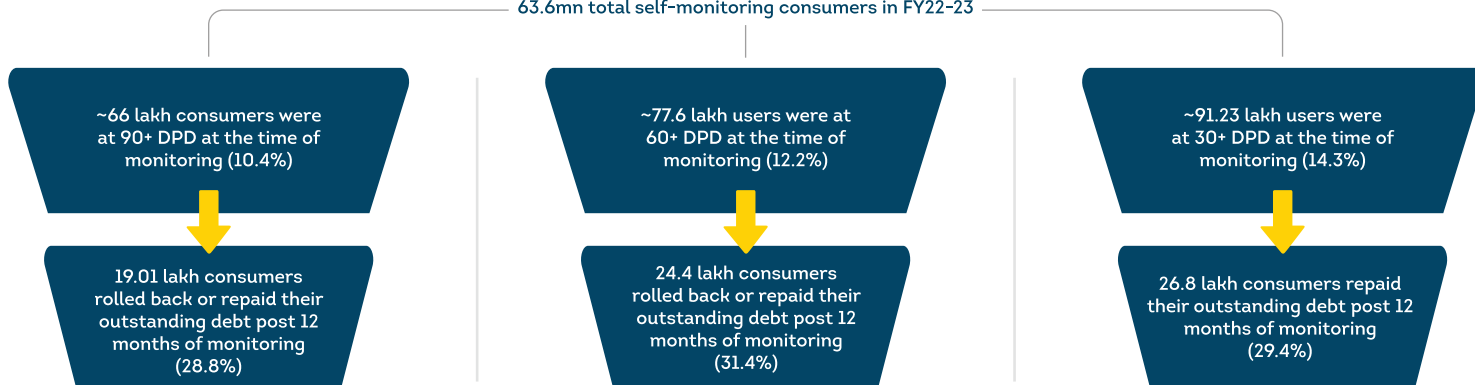 63.6mn total self-monitoring consumers in FY22-23
~66 lakh consumers were
at 90+ DPD at the time of
monitoring (10.4%)
19.01 lakh consumers
rolled back or repaid their
outstanding debt post 12
months of monitoring
(28.8%)
~77.6 lakh users were at
60+ DPD at the time of
monitoring (12.2%)
24.4 lakh consumers
rolled back or repaid their
outstanding debt post 12
months of monitoring
(31.4%)
~91.23 lakh users were
at 30+ DPD at the time of
monitoring (14.3%)
26.8 lakh consumers repaid
their outstanding debt post 12
months of monitoring
(29.4%)